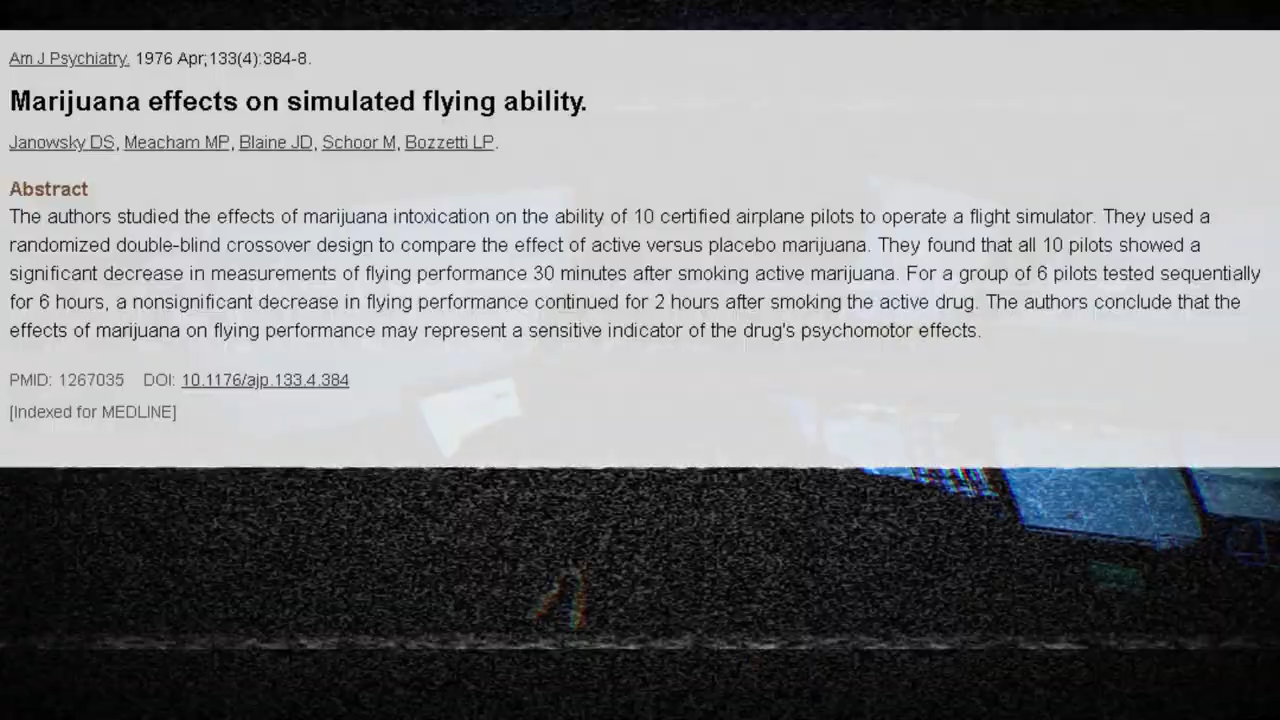 Am J Psychiatry. 1976 Apr;133(4):384-8.
Marijuana effects on simulated flying ability.
Janowsky DS, Meacham MP, Blaine JD, Schoor M, Bozzetti LP.
Abstract
The authors studied the effects of marijuana intoxication on the ability of 10 certified airplane pilots to operate a flight simulator. They used a
randomized double-blind crossover design to compare the effect of active versus placebo marijuana. They found that all 10 pilots showed a
significant decrease in measurements of flying performance 30 minutes after smoking active marijuana. For a group of 6 pilots tested sequentially
for 6 hours, a nonsignificant decrease in flying performance continued for 2 hours after smoking the active drug. The authors conclude that the
effects of marijuana on flying performance may represent a sensitive indicator of the drug's psychomotor effects.
PMID: 1267035 DOI: 10.1176/ajp.133.4.384
[Indexed for MEDLINE]